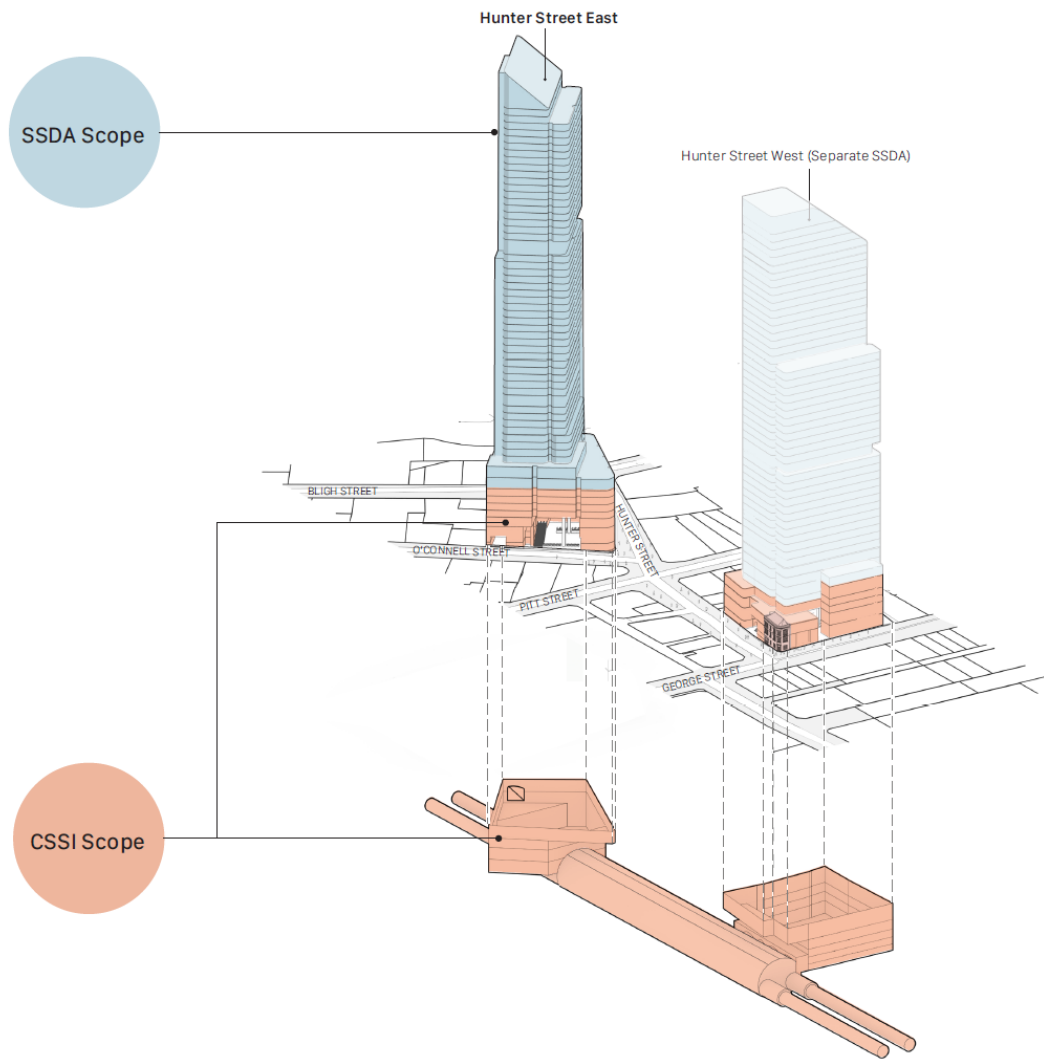 Hunter Street East
SSDA Scope
Hunter Street West (Separate SSDA)
BLIGH STREET
HUNTER STREET
O'CONNELL STREET
PITT STREET
GEORGE STREET
CSSI Scope